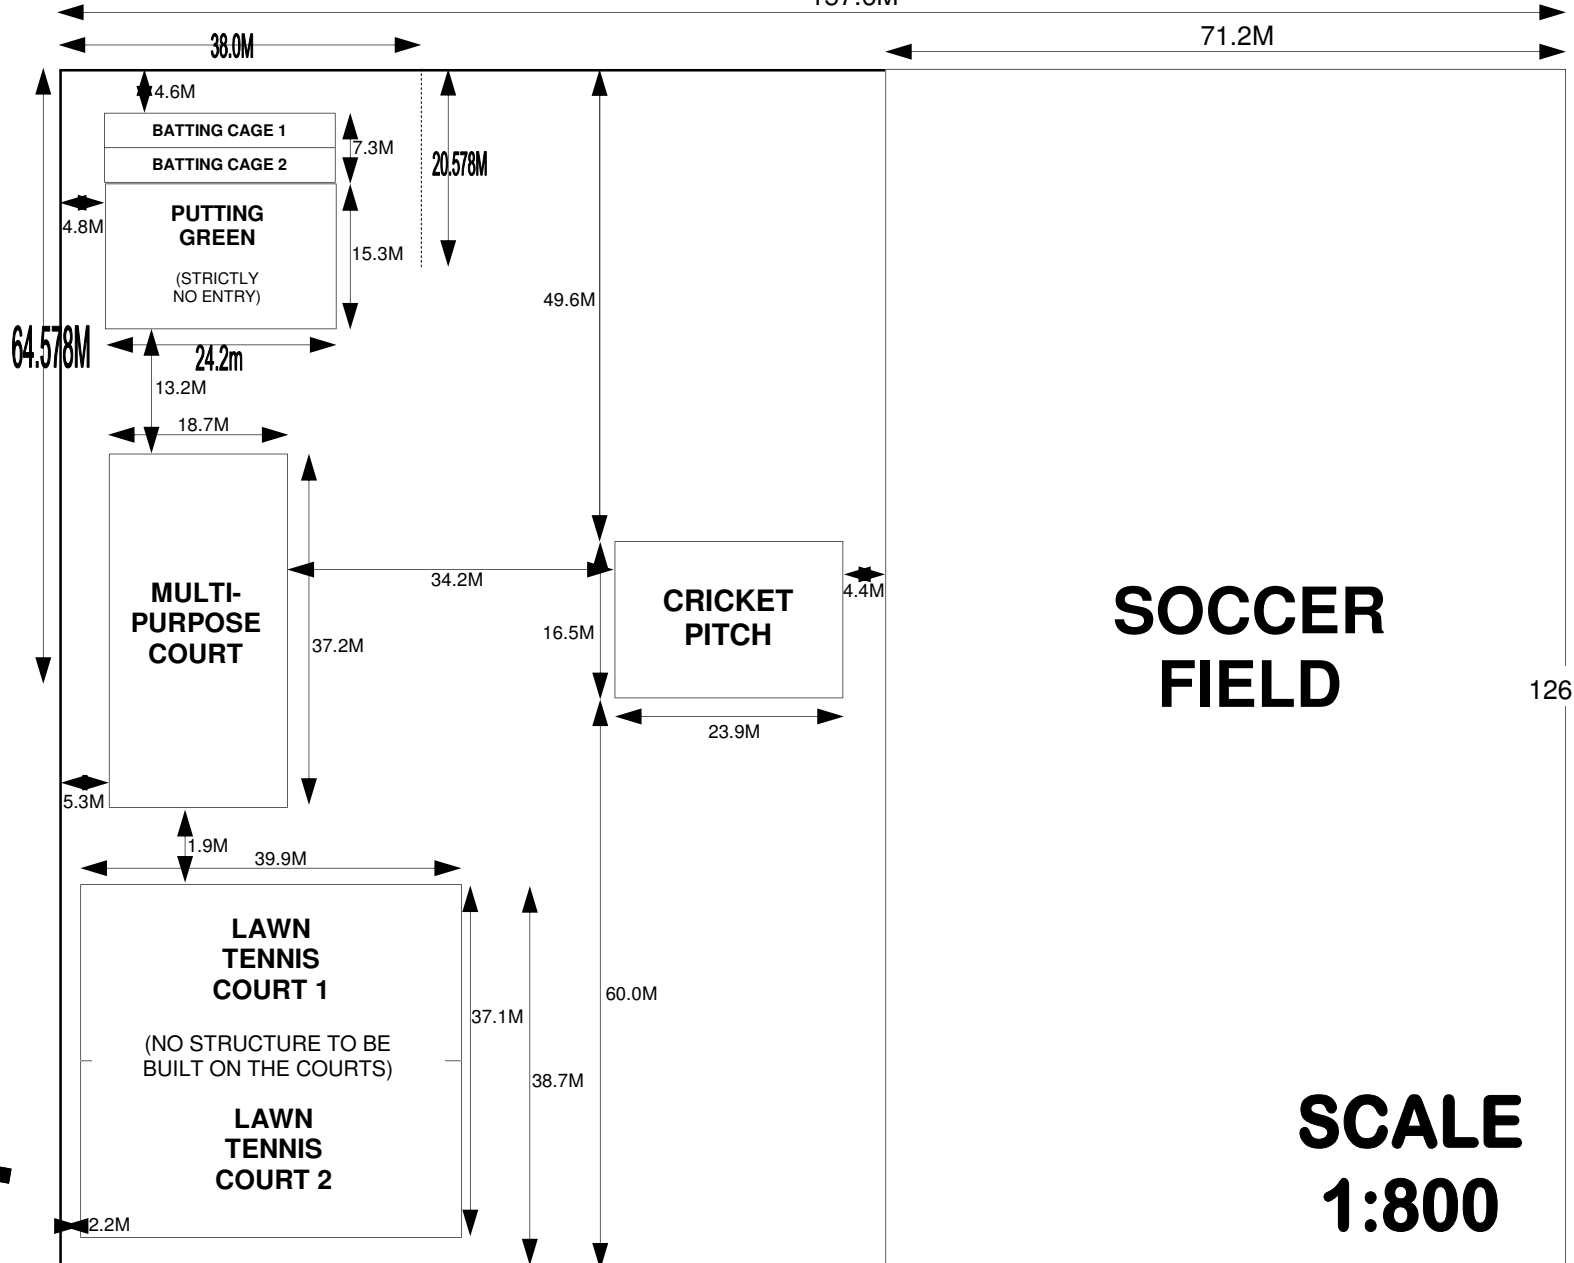 38.0M
71.2M
4.6M
BATTING CAGE 1
7.3M
BATTING CAGE 2
20.578M
4.8M
PUTTING
GREEN
15.3M
(STRICTLY
NO ENTRY)
49.6M
64.578M
24.2m
13.2M
18.7M
34.2M
4.4M
MULTI-
PURPOSE
COURT
CRICKET
PITCH
SOCCER
FIELD
16.5M
37.2M
126
23.9M
5.3M
1.9M
39.9M
LAWN
TENNIS
COURT 1
60.0M
37.1M
(NO STRUCTURE TO BE
BUILT ON THE COURTS)
38.7M
LAWN
TENNIS
COURT 2
SCALE
1:800
2.2M